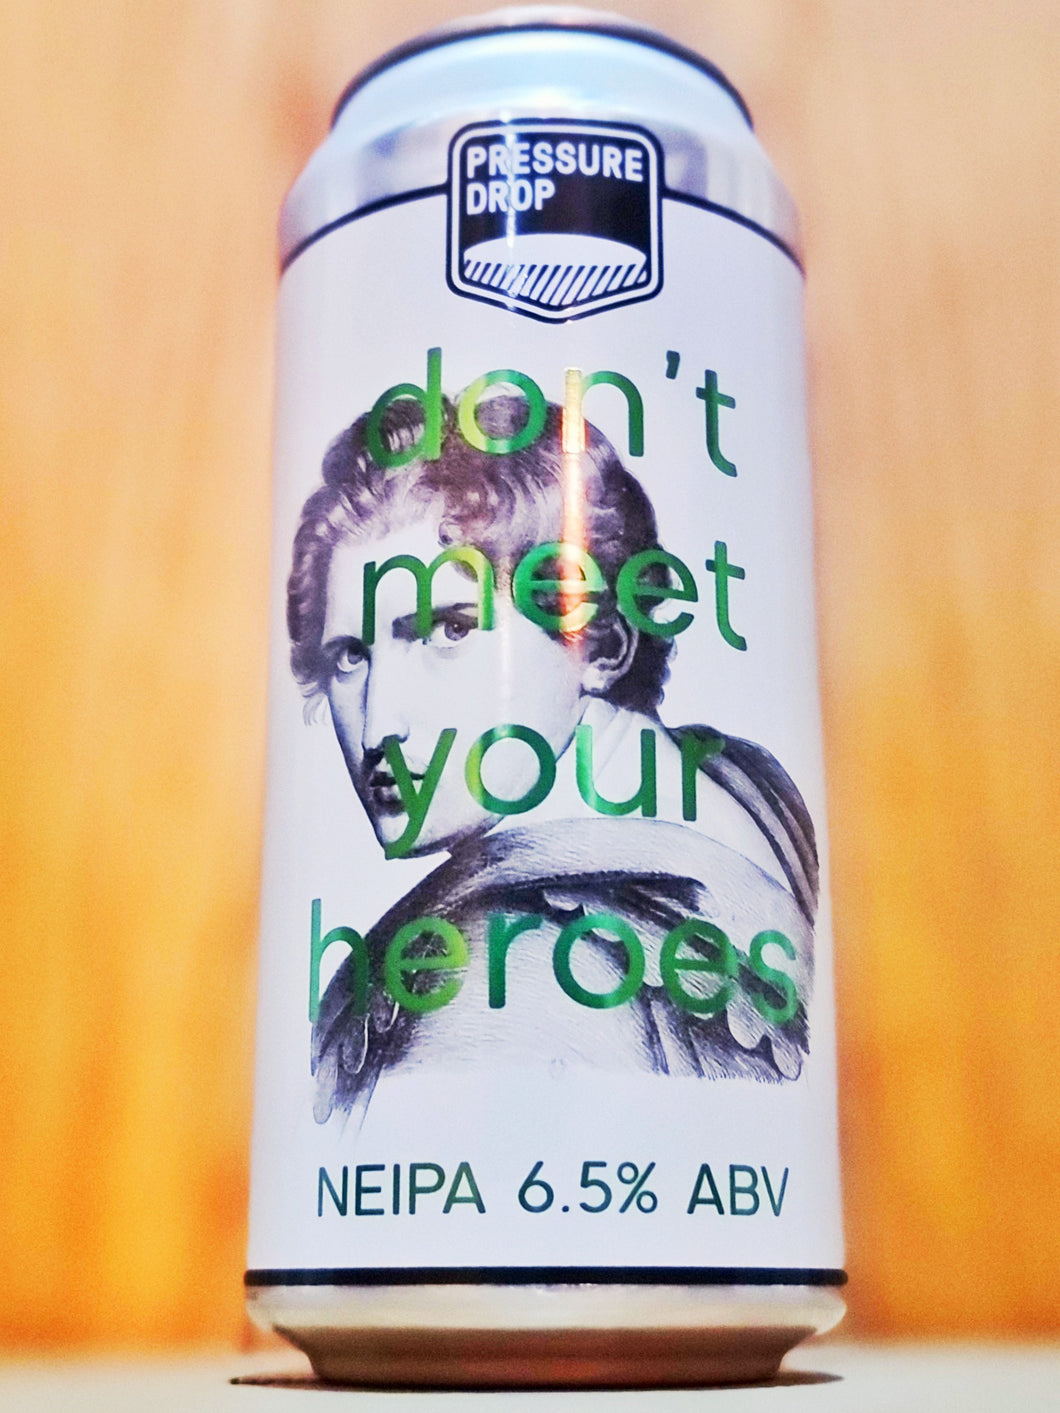 PRESSURE
DROP
don't
meet
your
heroes
NEIPA 6.5% ABV